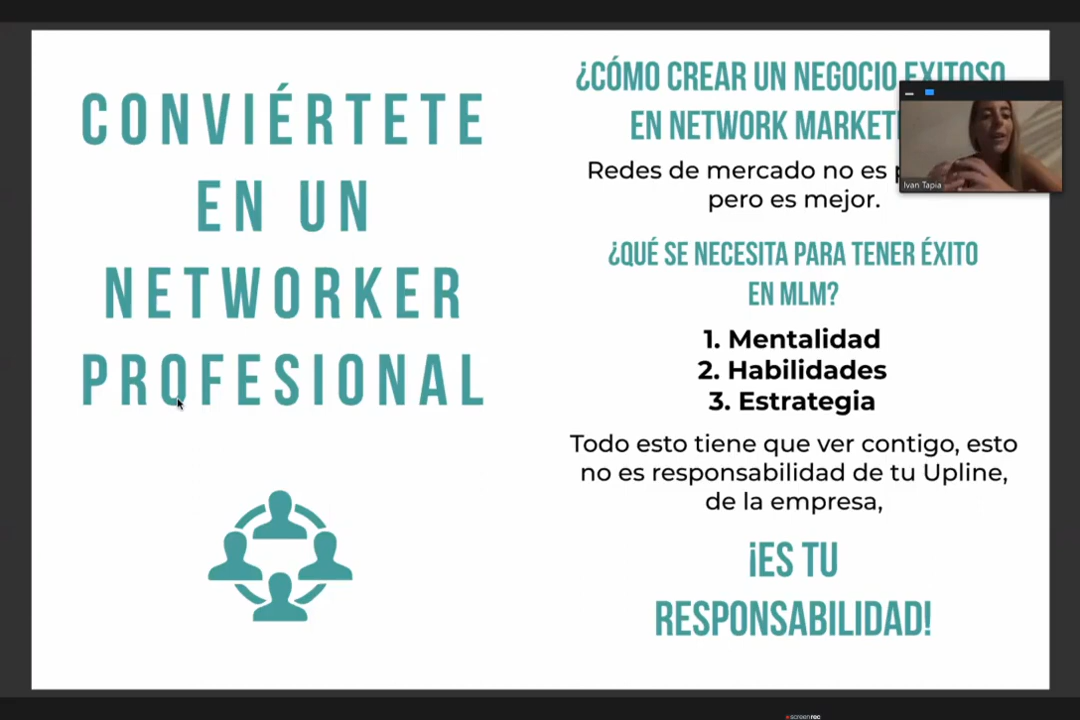 CONVIÉRTETE
EN UN
NETWORKER
PROFESIONAL
¿CÓMO CREAR UN NEGOCIO EXITOSO
EN NETWORK
Redes de mercado no es
pero es mejor.
¿QUÉ SE NECESITA PARA TENER ÉXITO
EN MLM?
1. Mentalidad
2. Habilidades
3. Estrategia
Todo esto tiene que ver contigo, esto
no es responsabilidad de tu Upline,
de la empresa,
¡ES TU
RESPONSABILIDAD!
Ivan Tapia
screenrec